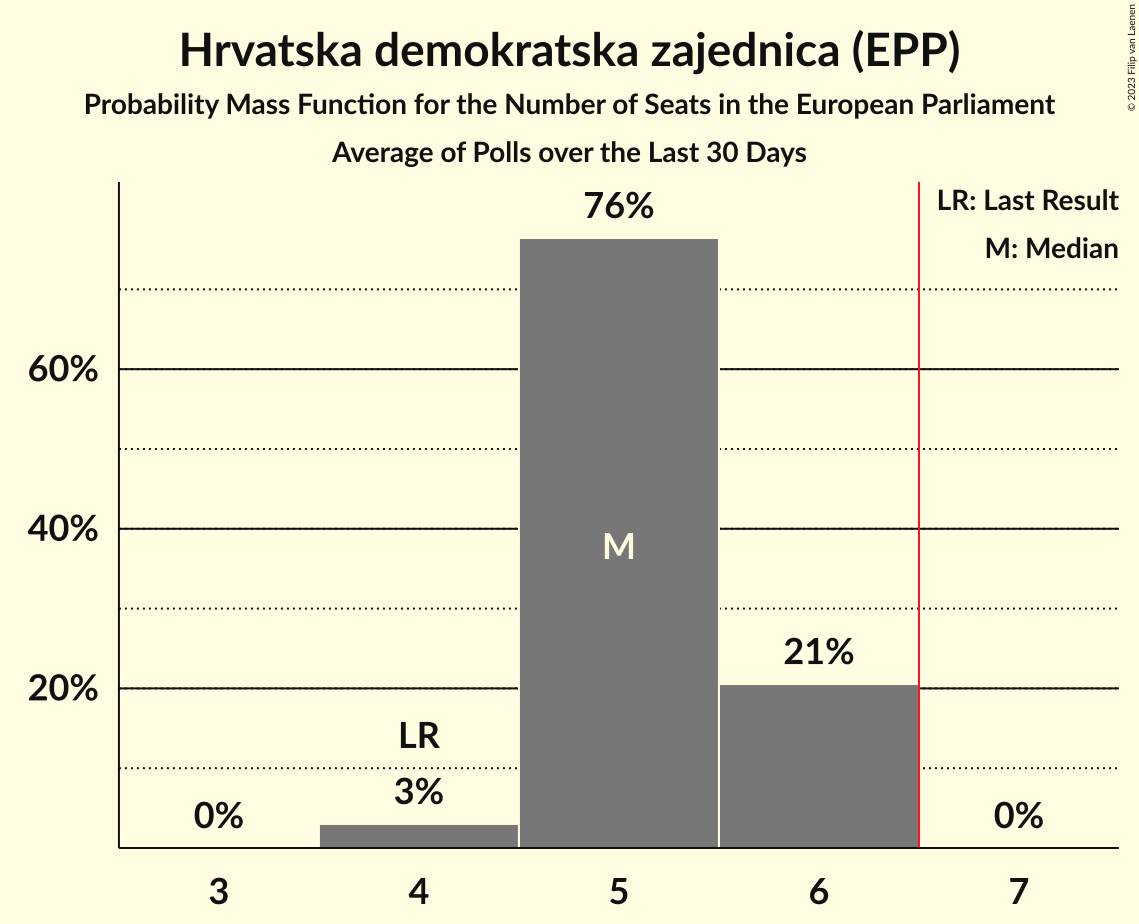 Hrvatska demokratska zajednica (EPP)
Probability Mass Function for the Number of Seats in the European Parliament
Average of Polls over the Last 30 Days
© 2023 Filip van Laenen
LR: Last Result
M: Median
76%
60%
40%
M
21%
20%
LR
3%
0%
0%
3
4
5
6
7